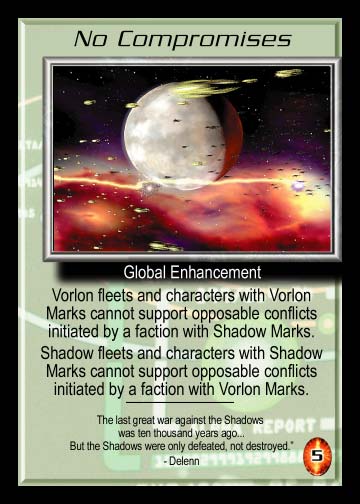 No Compromises
Global Enhancement
Vorlon fleets and characters with Vorlon
Marks cannot support opposable conflicts
initiated by a faction with Shadow Marks.
Shadow fleets and characters with Shadow
Marks cannot support opposable conflicts
initiated by a faction with Vorlon Marks.
The last great war against the Shadows
was ten thousand years ago...
But the Shadows were only defeated, not destroyed."
- Delenn
REPORT
5